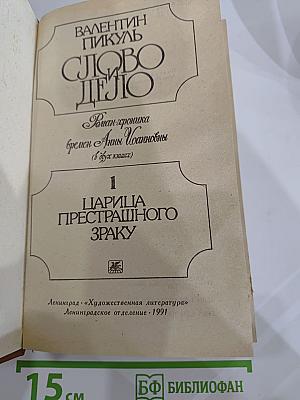 ВАЛЕНТИН
ПИКУЛЬ
СЛОВО
И
ДЕЛО
Роман-хроника
времен Анны Иоанновны
(в двух книгах)
1
ЦАРИЦА
ПРЕСТРАШНОГО
ЗРАКУ
Ленинград • «Художественная литература»
Ленинградское отделение • 1991
15 см
БФ БИБЛИОФАН